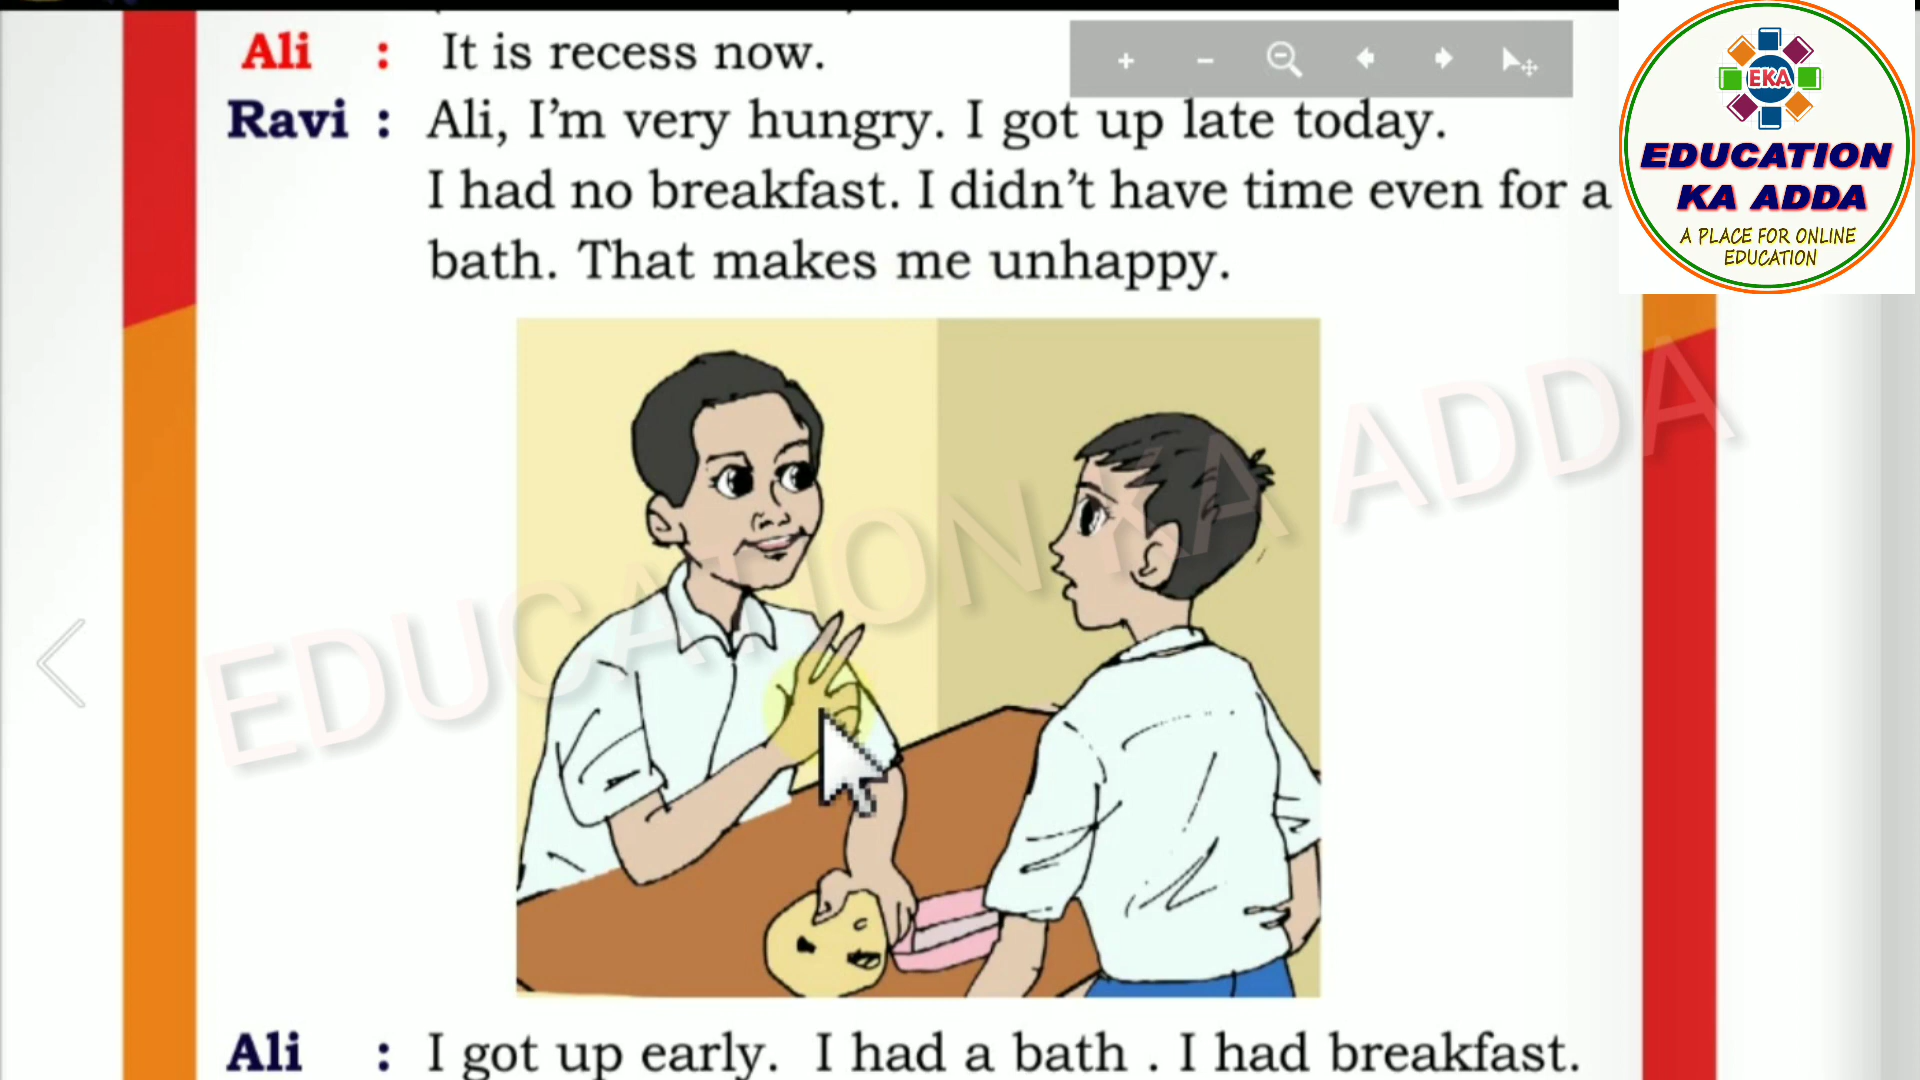 Ali : It is recess now.
Ravi : Ali, I'm very hungry. I got up late today.
I had no breakfast. I didn't have time even for a
bath. That makes me unhappy.
Ali : I got up early. I had a bath . I had breakfast.
EKA
EDUCATION
KA ADDA
A PLACE FOR ONLINE
EDUCATION
EDUCATION KA ADDA